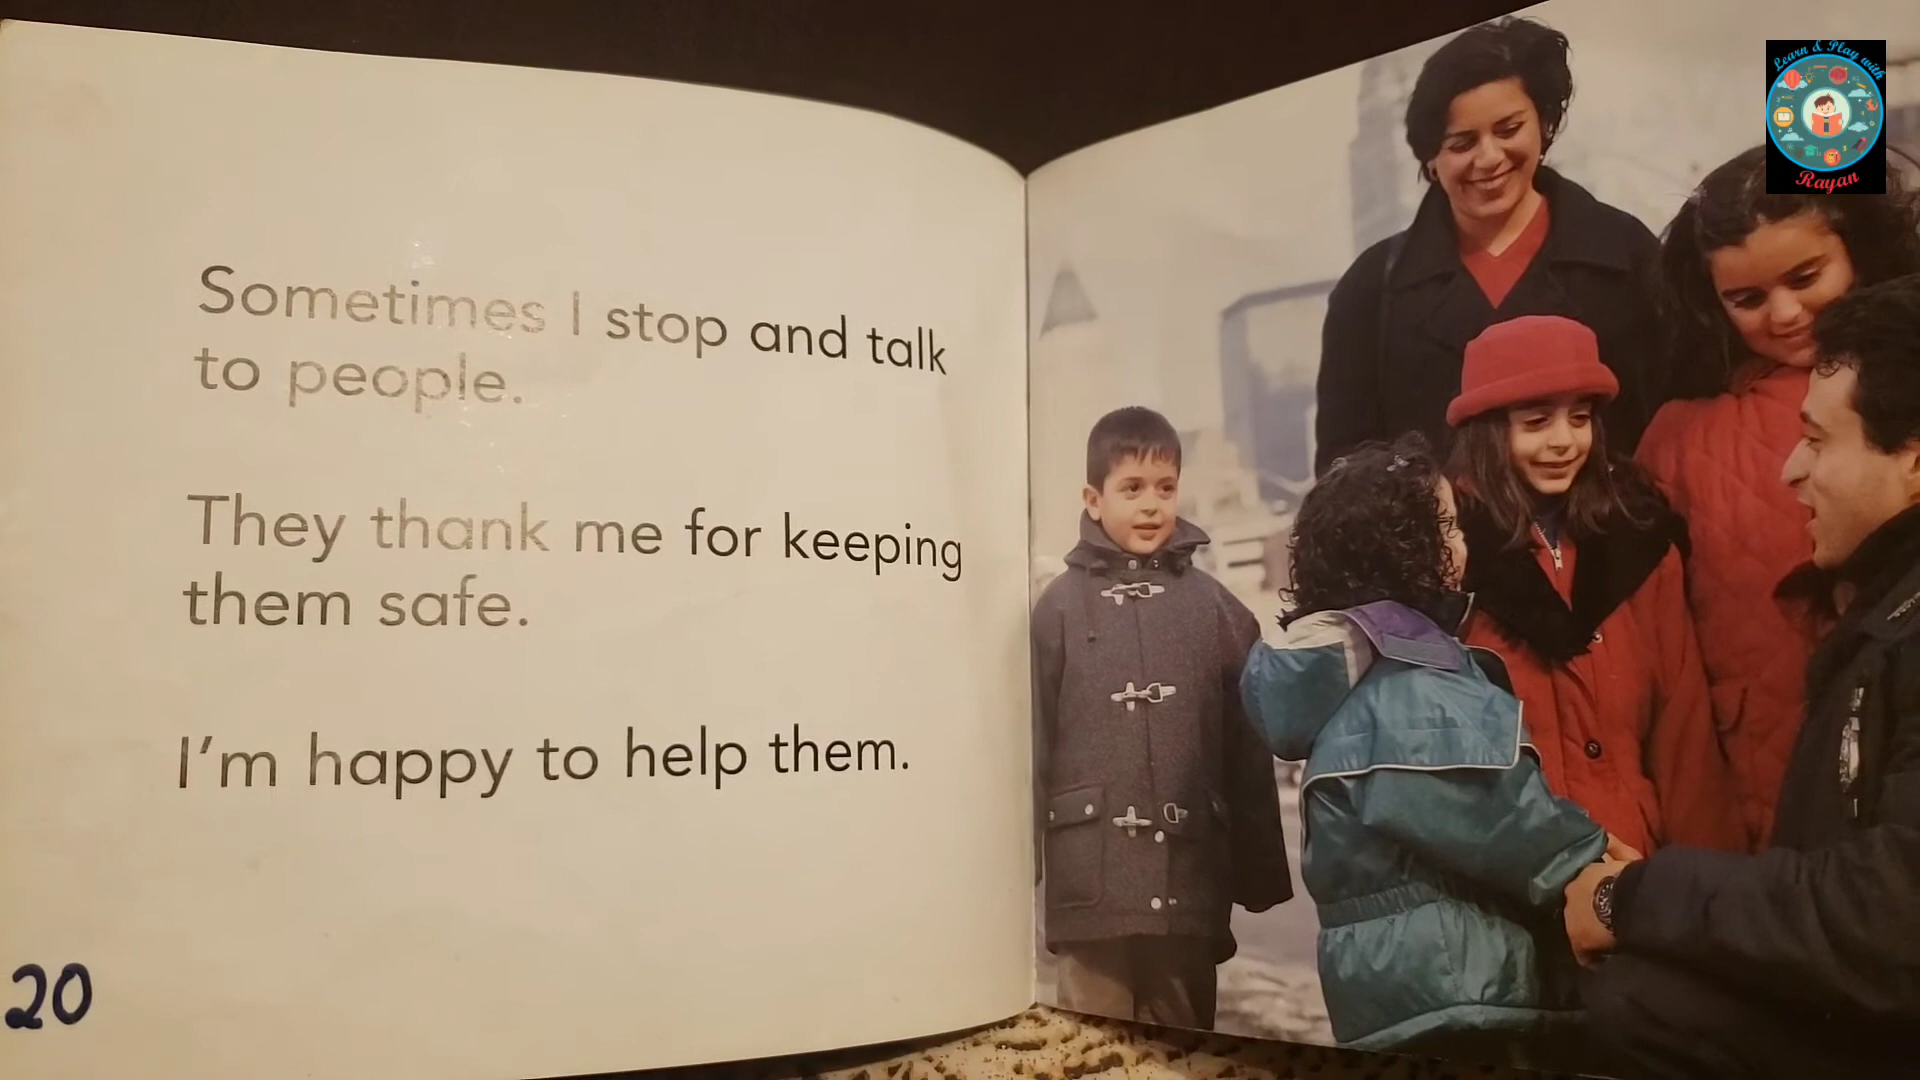 Sometimes I stop and talk
to people.
They thank me for keeping
them safe.
I'm happy to help them.
20
Learn & Play with
Rayan